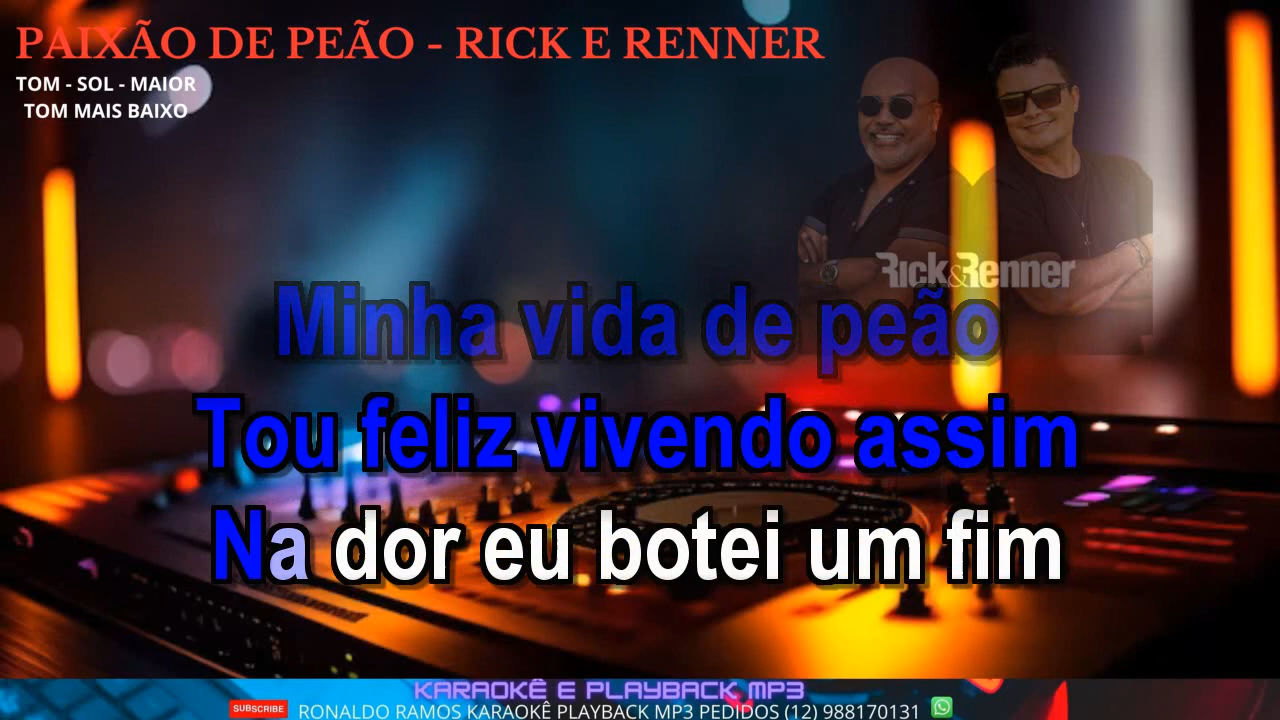 PAIXÃO DE PEÃO - RICK E RENNER
TOM - SOL - MAIOR
TOM MAIS BAIXO
Rick&Renner
Minha vida de peão
Tou feliz vivendo assim
Na dor eu botei um fim
KARAOKÊ E PLAYBACK MP3
SUBSCRIBE RONALDO RAMOS KARAOKÊ PLAYBACK MP3 PEDIDOS (12) 988170131